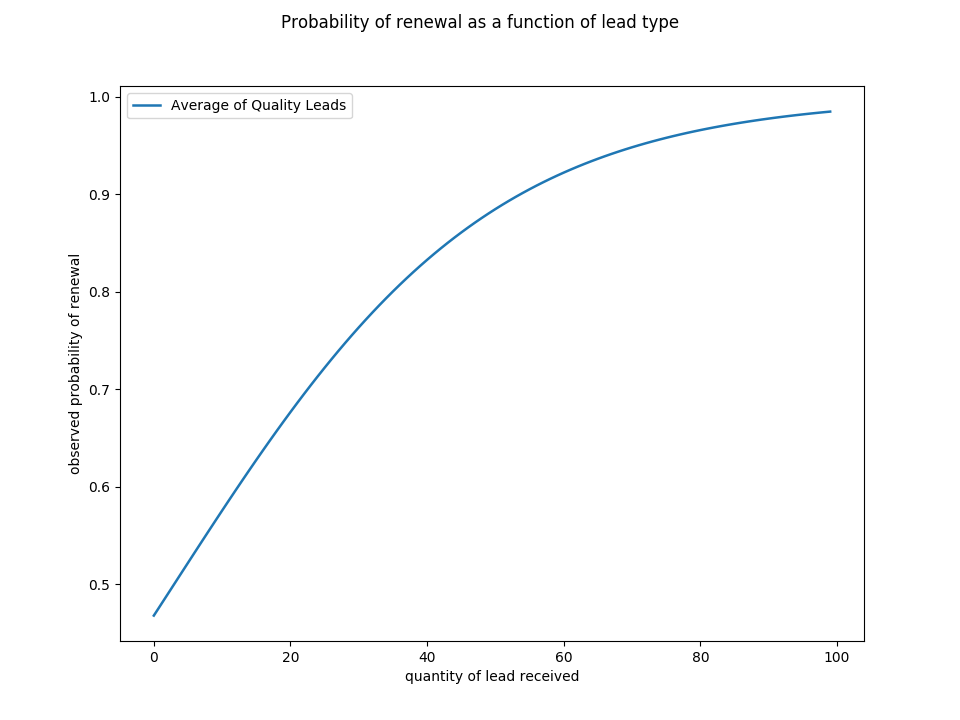 Probability of renewal as a function of lead type
Average of Quality Leads
1.0
0.9
0.8
0.7
0.6
0.5
observed probability of renewal
0 20 40 60 80 100
quantity of lead received